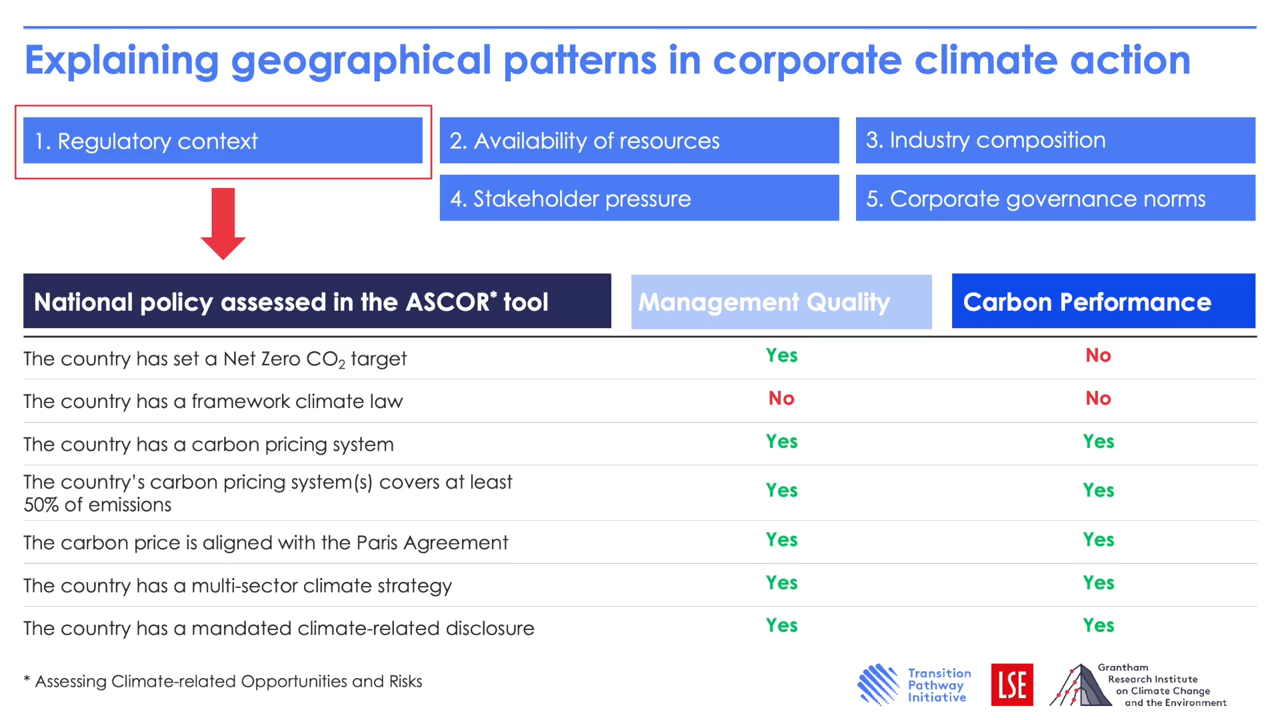 Explaining geographical patterns in corporate climate action
1. Regulatory context
2. Availability of resources
3. Industry composition
4. Stakeholder pressure
5. Corporate governance norms
National policy assessed in the ASCOR* tool
Management Quality
Carbon Performance
The country has set a Net Zero CO₂ target
Yes
No
The country has a framework climate law
No
No
The country has a carbon pricing system
Yes
Yes
The country’s carbon pricing system(s) covers at least
50% of emissions
Yes
Yes
The carbon price is aligned with the Paris Agreement
Yes
Yes
The country has a multi-sector climate strategy
Yes
Yes
The country has a mandated climate-related disclosure
Yes
Yes
* Assessing Climate-related Opportunities and Risks
Transition
Pathway
Initiative
LSE
Grantham
Research Institute
on Climate Change
and the Environment